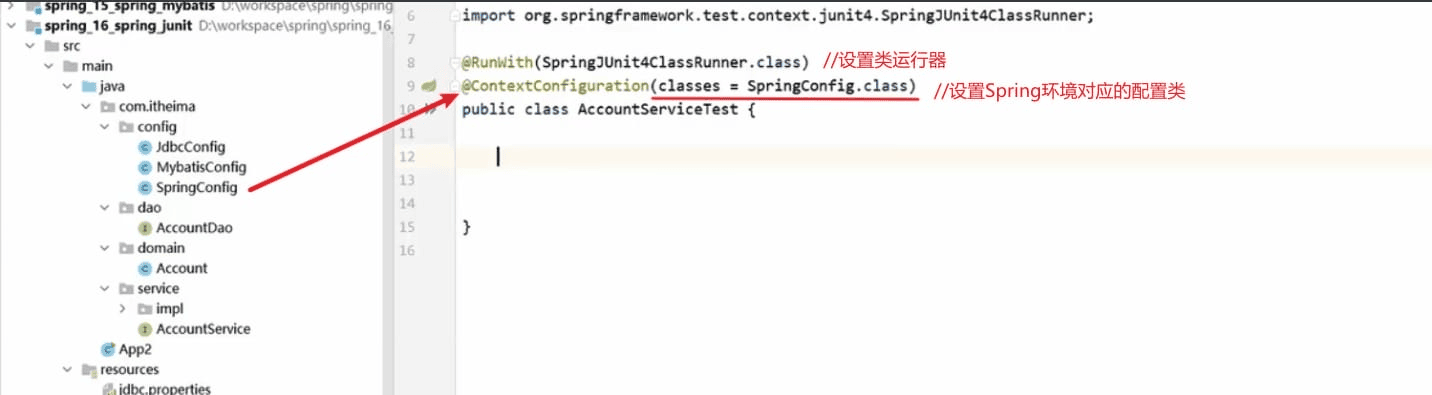 spring_15_spring_mybatis D:\workspace\spring\spring
spring_16_spring_junit D:\workspace\spring\spring_16_
src
main
java
com.itheima
config
JdbcConfig
MybatisConfig
SpringConfig
dao
AccountDao
domain
Account
service
impl
AccountService
App2
resources
jdbc.properties
6 import org.springframework.test.context.junit4.SpringJUnit4ClassRunner;
7
8 @RunWith(SpringJUnit4ClassRunner.class) //设置类运行器
9 @ContextConfiguration(classes = SpringConfig.class) //设置Spring环境对应的配置类
10 public class AccountServiceTest {
11
12
13
14
15 }
16